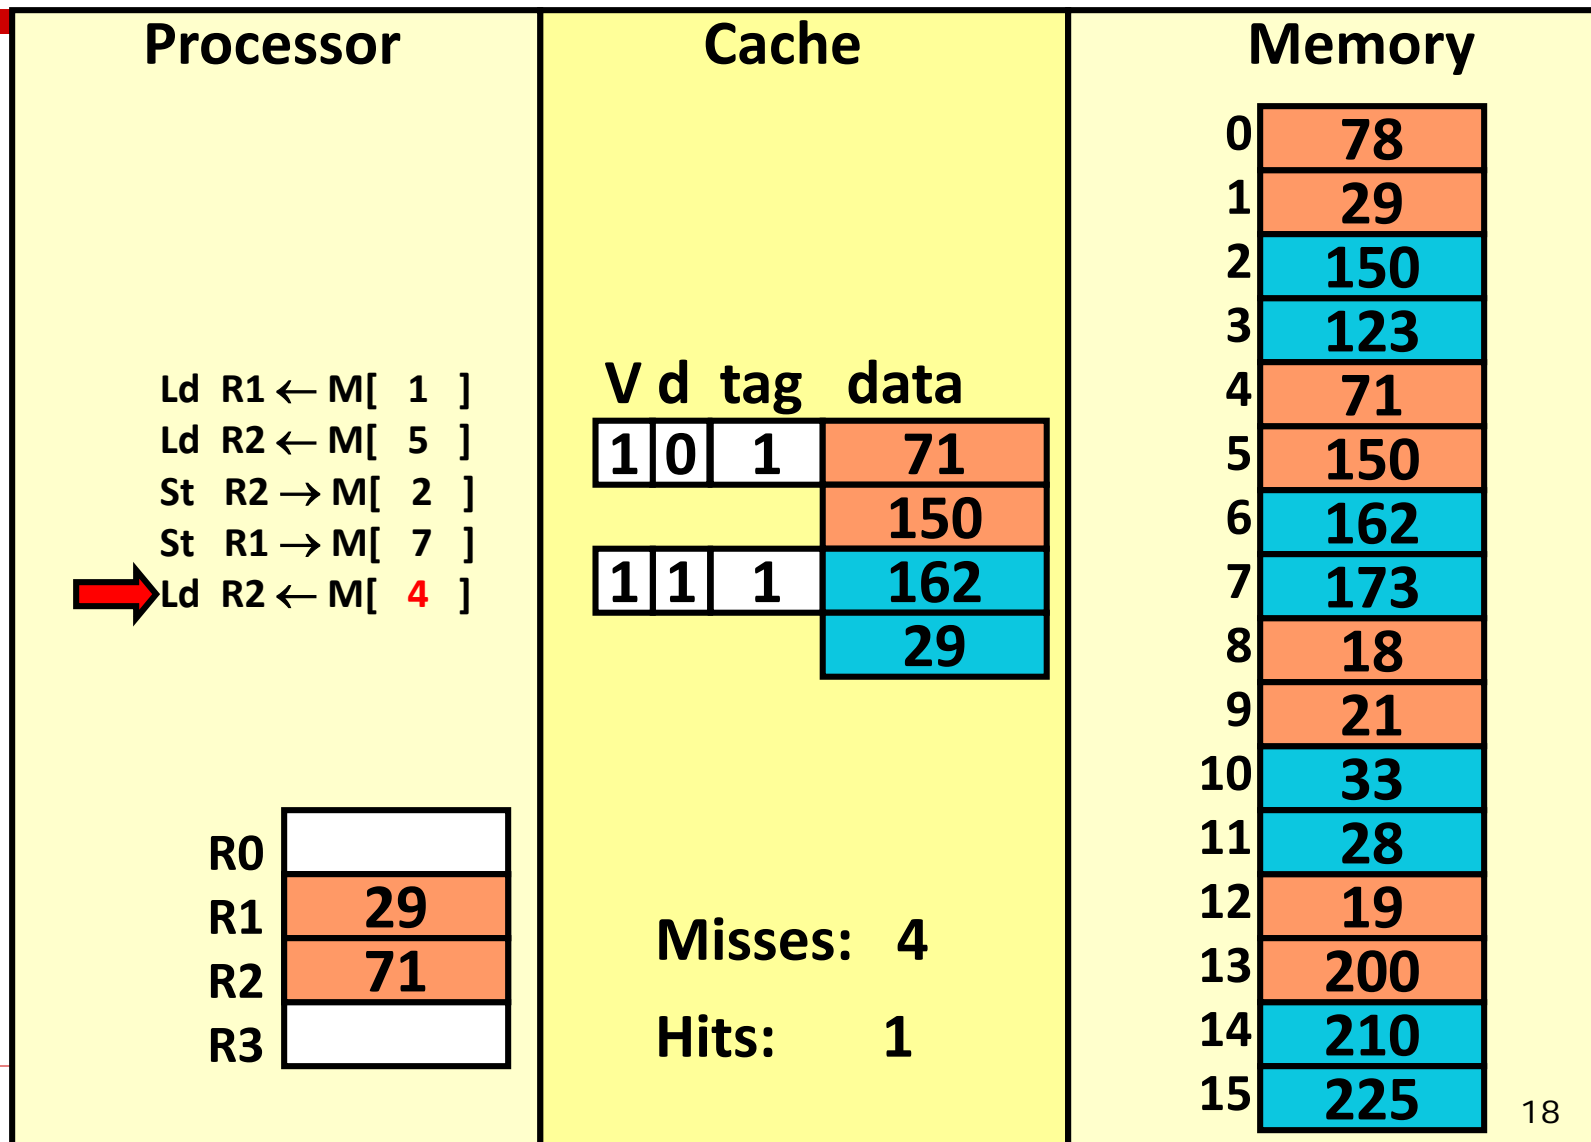 Processor
Ld R1 ← M[ 1 ]
Ld R2 ← M[ 5 ]
St R2 → M[ 2 ]
St R1 → M[ 7 ]
Ld R2 ← M[ 4 ]
R0
R1 29
R2 71
R3
Cache
V d tag data
1 0 1 71
150
1 1 1 162
29
Misses: 4
Hits: 1
Memory
0 78
1 29
2 150
3 123
4 71
5 150
6 162
7 173
8 18
9 21
10 33
11 28
12 19
13 200
14 210
15 225
18